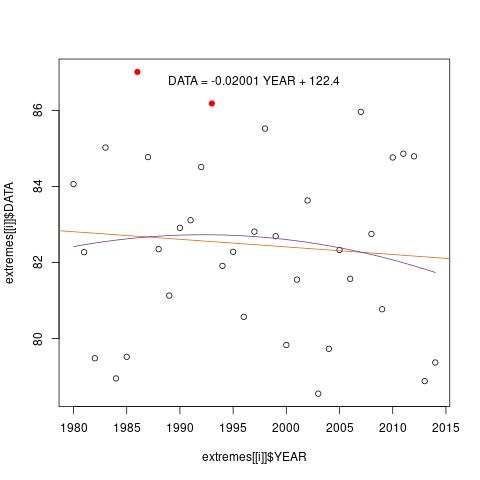 DATA = -0.02001 YEAR + 122.4
extremes[[i]]$DATA
86
84
82
80
1980 1985 1990 1995 2000 2005 2010 2015
extremes[[i]]$YEAR